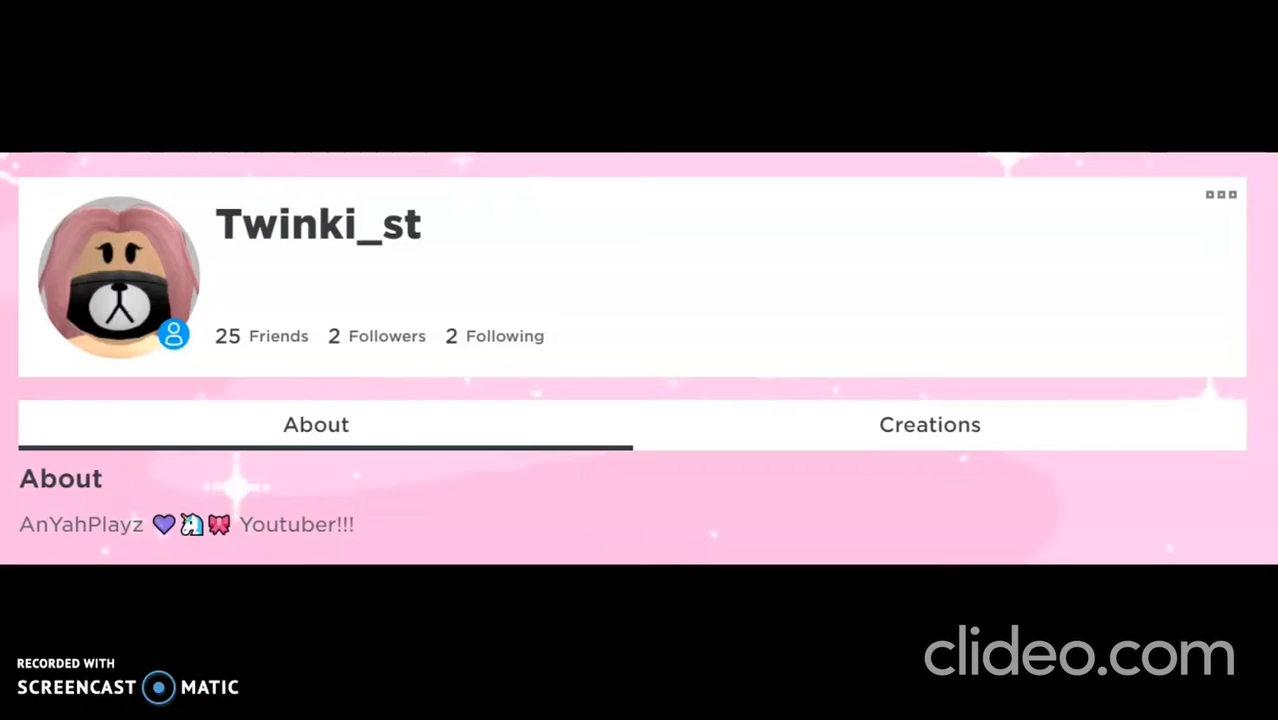 Twinki_st
25 Friends 2 Followers 2 Following
About Creations
About
AnYahPlayz 💜🦄🎀 Youtuber!!!
RECORDED WITH
SCREENCAST MATIC
clideo.com